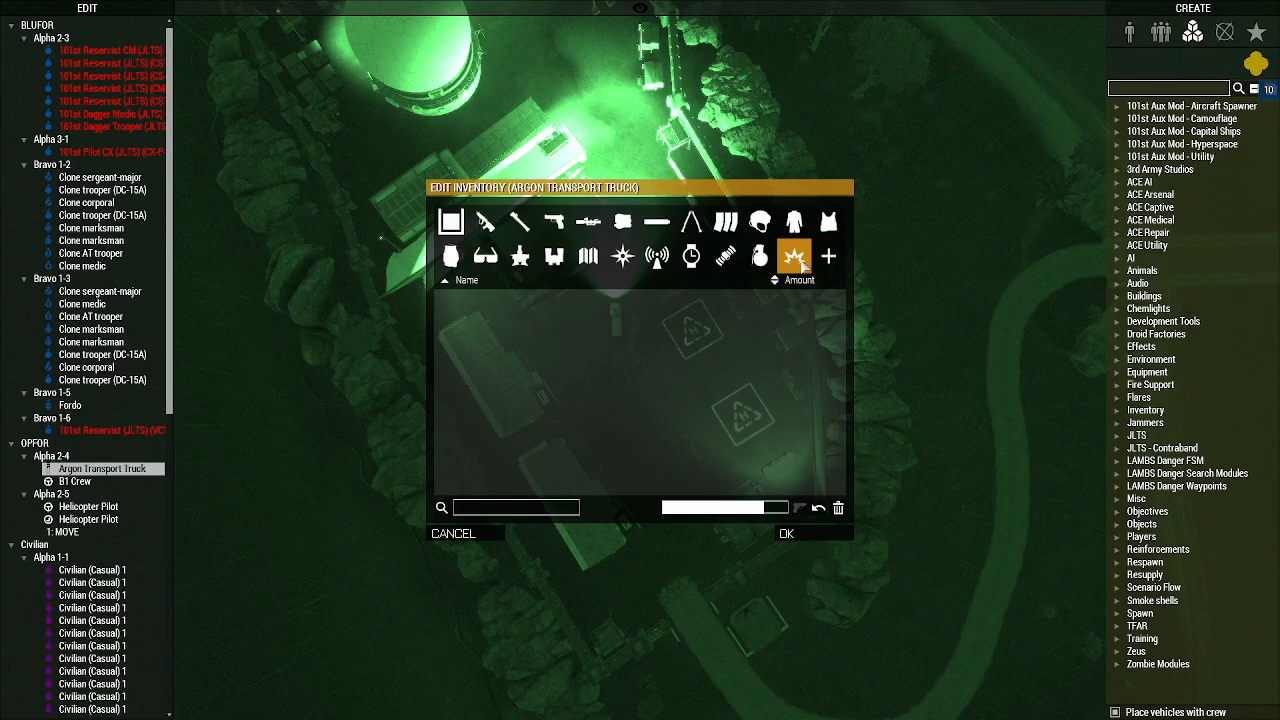 EDIT
BLUFOR
Alpha 2-3
101st Reservist CM (JLTS)
101st Reservist (JLTS) (CS
101st Reservist (JLTS) (CS-
101st Reservist (JLTS) (CM
101st Reservist (JLTS) (CST
101st Dagger Medic (JLTS)
101st Dagger Trooper (JLTS
Alpha 3-1
101st Pilot CX (JLTS) (CX-P-
Bravo 1-2
Clone sergeant-major
Clone trooper (DC-15A)
Clone corporal
Clone trooper (DC-15A)
Clone marksman
Clone marksman
Clone AT trooper
Clone medic
Bravo 1-3
Clone sergeant-major
Clone medic
Clone AT trooper
Clone marksman
Clone marksman
Clone trooper (DC-15A)
Clone corporal
Clone trooper (DC-15A)
Bravo 1-5
Fordo
Bravo 1-6
101st Reservist (JLTS) (VC
OPFOR
Alpha 2-4
Argon Transport Truck
B1 Crew
Alpha 2-5
Helicopter Pilot
Helicopter Pilot
1: MOVE
Civilian
Alpha 1-1
Civilian (Casual) 1
Civilian (Casual) 1
Civilian (Casual) 1
Civilian (Casual) 1
Civilian (Casual) 1
Civilian (Casual) 1
Civilian (Casual) 1
Civilian (Casual) 1
Civilian (Casual) 1
Civilian (Casual) 1
Civilian (Casual) 1
Civilian (Casual) 1
EDIT INVENTORY (ARGON TRANSPORT TRUCK)
Name
Amount
H
H
CANCEL
OK
CREATE
10
101st Aux Mod - Aircraft Spawner
101st Aux Mod - Camouflage
101st Aux Mod - Capital Ships
101st Aux Mod - Hyperspace
101st Aux Mod - Utility
3rd Army Studios
ACE AI
ACE Arsenal
ACE Captive
ACE Medical
ACE Repair
ACE Utility
AI
Animals
Audio
Buildings
Chemlights
Development Tools
Droid Factories
Effects
Environment
Equipment
Fire Support
Flares
Inventory
Jammers
JLTS
JLTS - Contraband
LAMBS Danger FSM
LAMBS Danger Search Modules
LAMBS Danger Waypoints
Misc
Objectives
Objects
Players
Reinforcements
Respawn
Resupply
Scenario Flow
Smoke shells
Spawn
TFAR
Training
Zeus
Zombie Modules
Place vehicles with crew